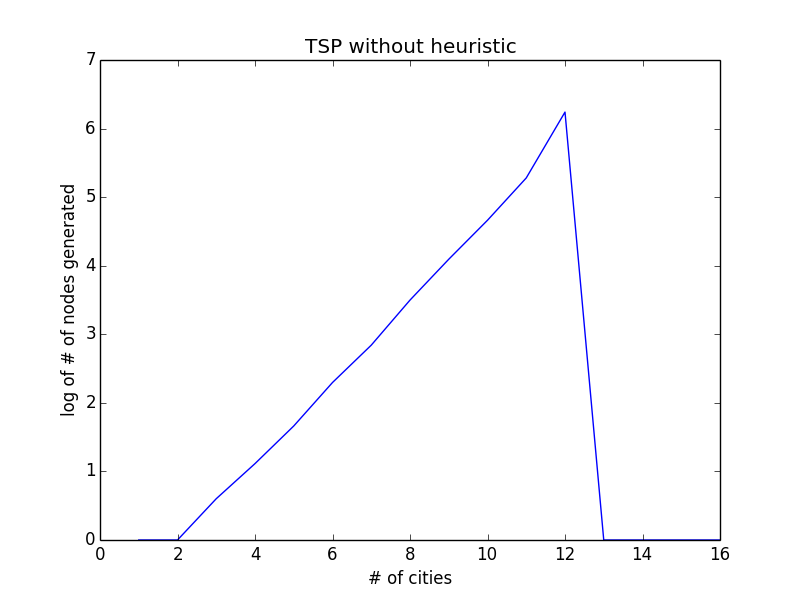 TSP without heuristic
7
6
5
4
3
2
1
0
log of # of nodes generated
0 2 4 6 8 10 12 14 16
# of cities